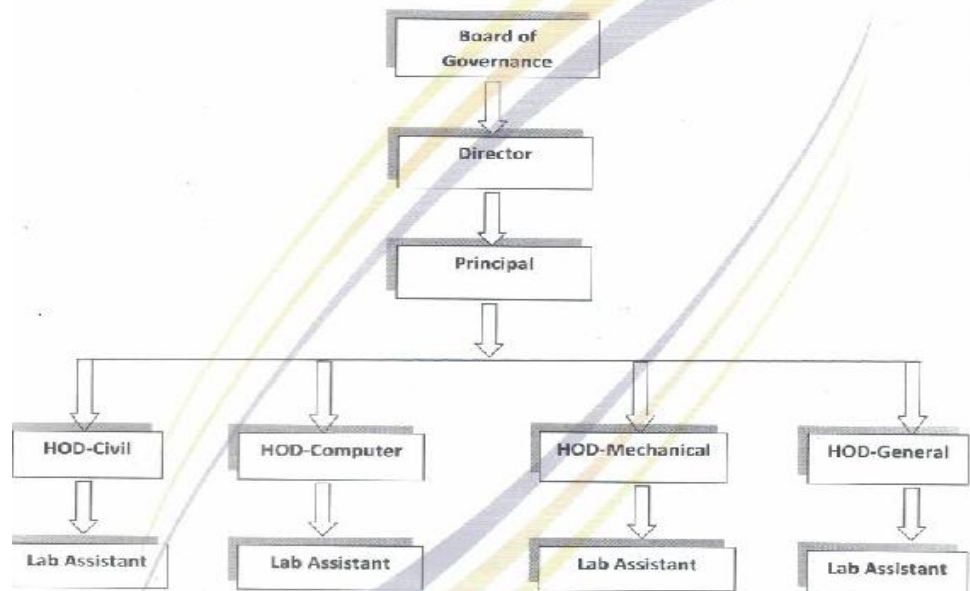 Board of
Governance
Director
Principal
HOD-Civil
HOD-Computer
HOD-Mechanical
HOD-General
Lab Assistant
Lab Assistant
Lab Assistant
Lab Assistant